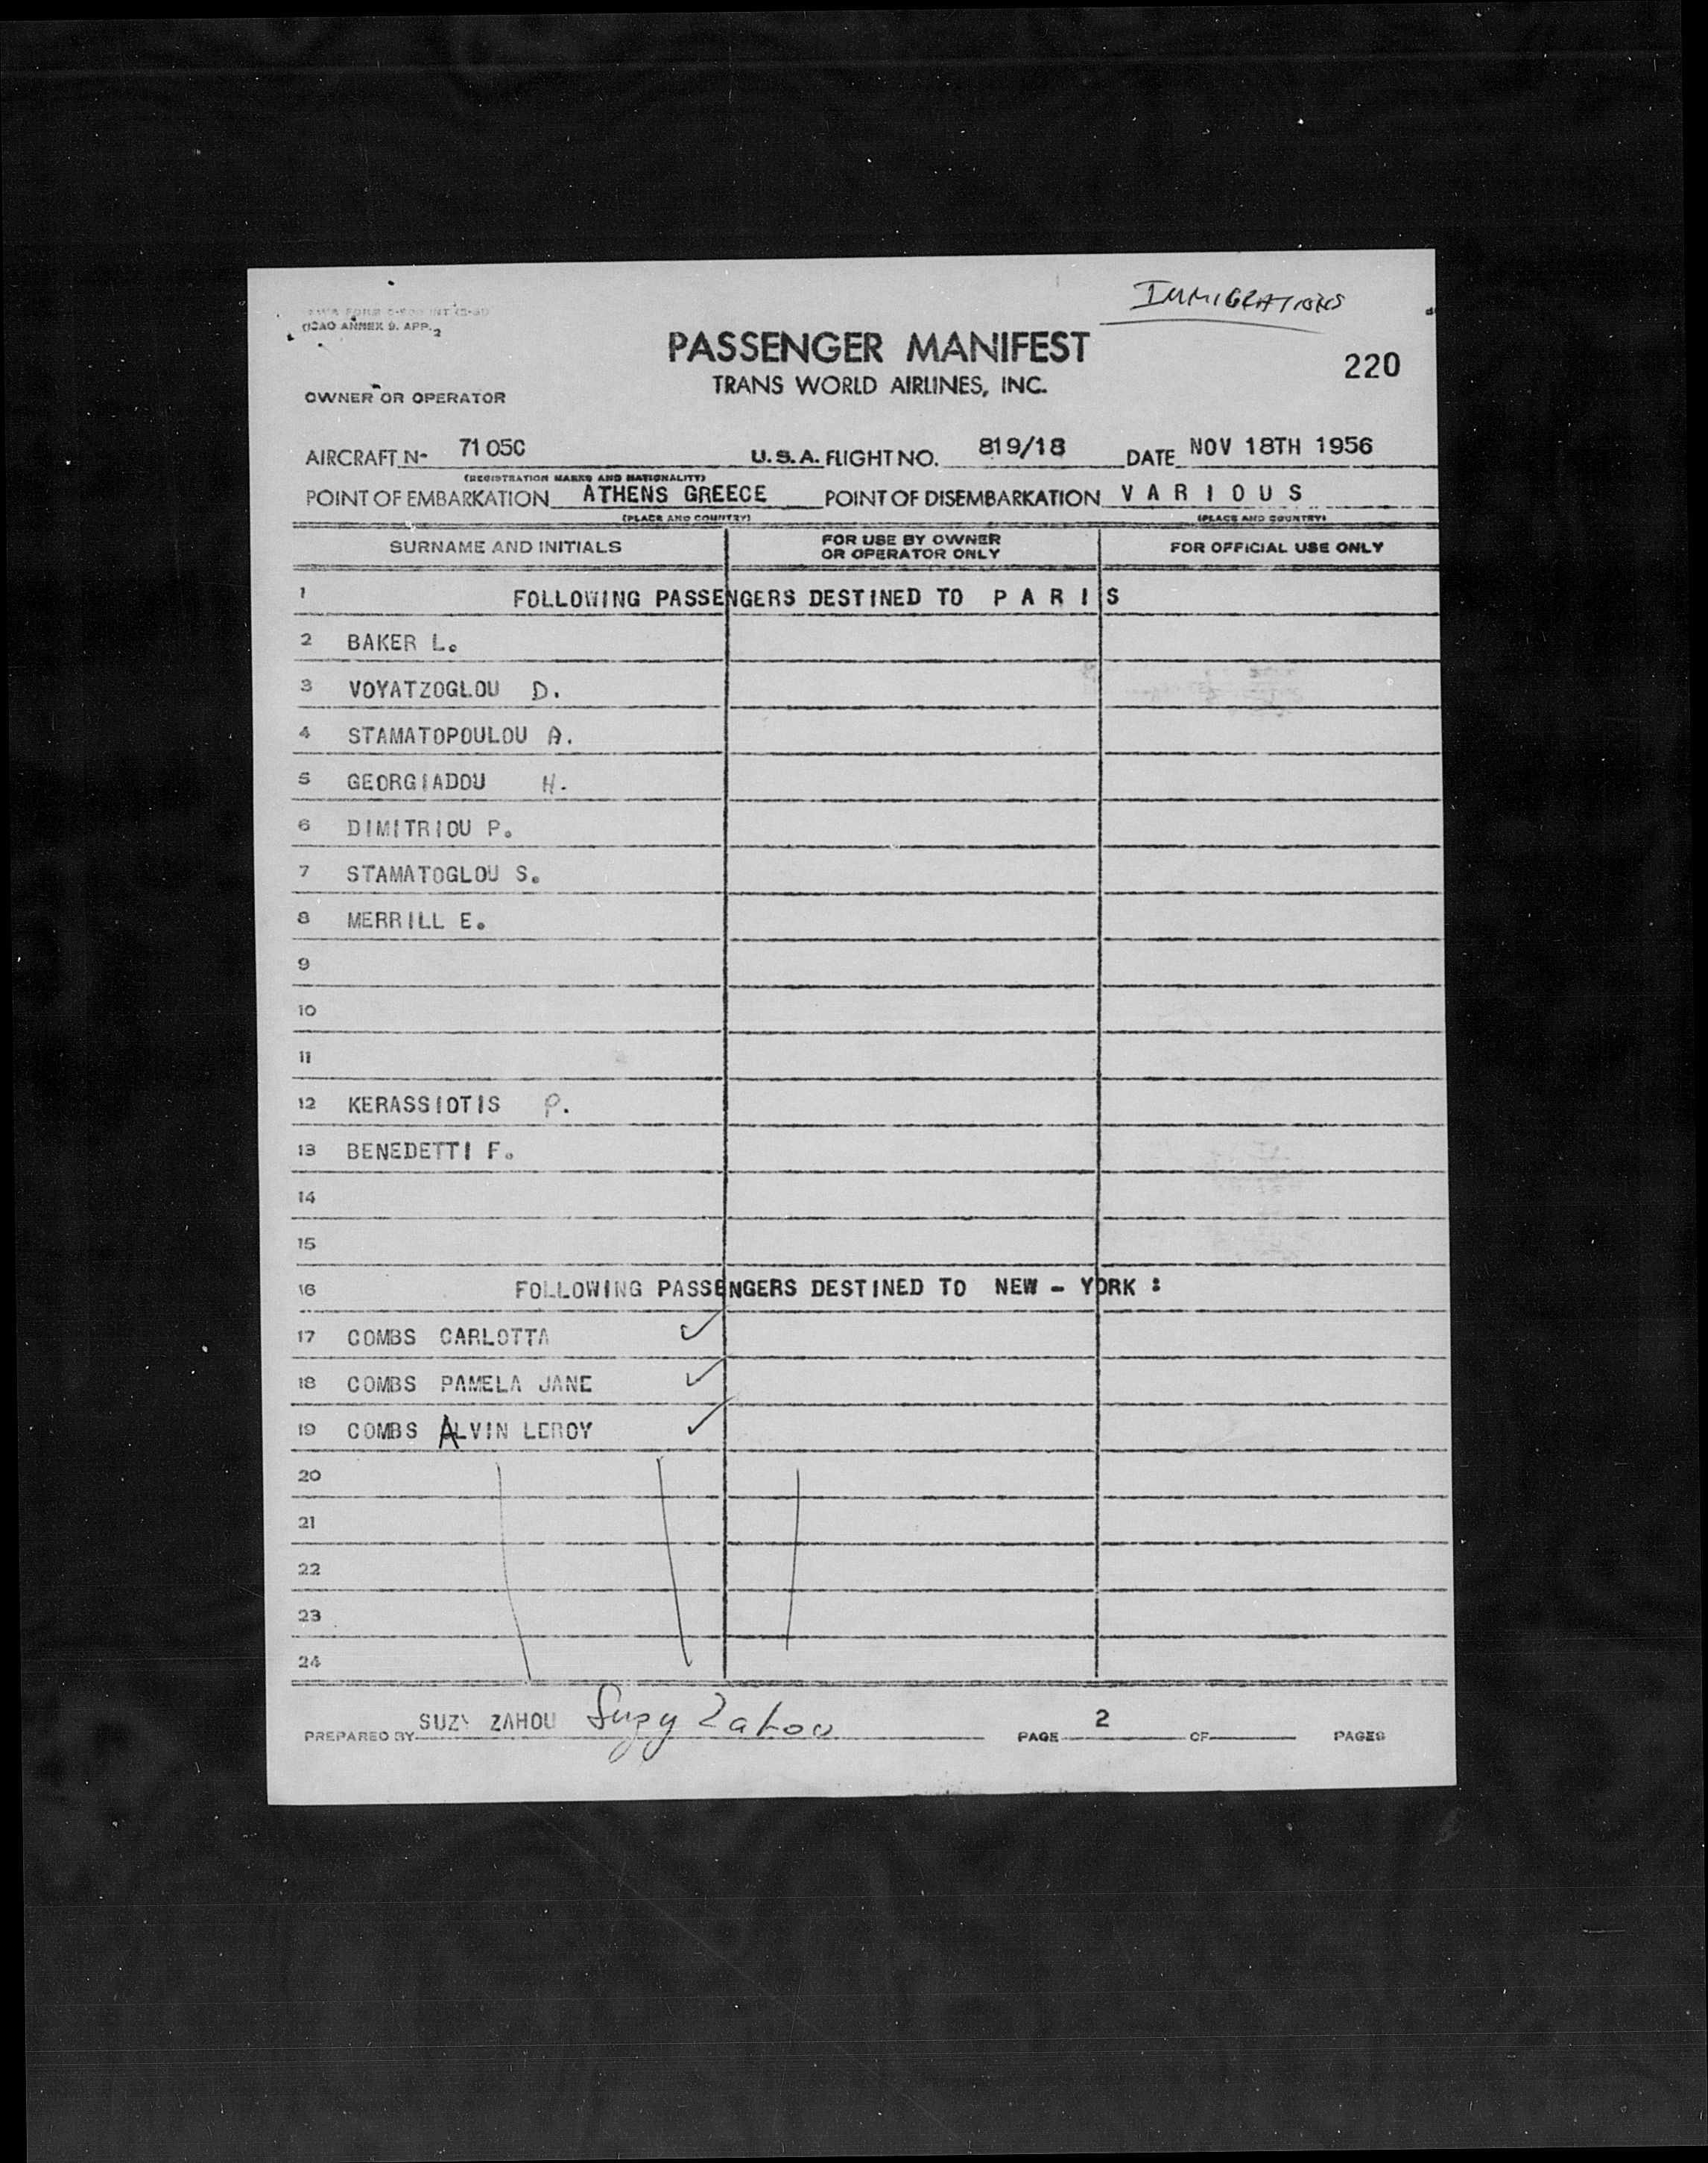 IMMIGRATIONS
(ICAO ANNEX 9. APP. 2
PASSENGER MANIFEST
220
TRANS WORLD AIRLINES, INC.
OWNER OR OPERATOR
AIRCRAFT N- 7105C U.S.A. FLIGHT NO. 819/18 DATE NOV 18TH 1956
(REGISTRATION MARKS AND NATIONALITY)
POINT OF EMBARKATION ATHENS GREECE POINT OF DISEMBARKATION V A R I O U S
(PLACE AND COUNTRY) (PLACE AND COUNTRY)
SURNAME AND INITIALS FOR USE BY OWNER OR OPERATOR ONLY FOR OFFICIAL USE ONLY
1 FOLLOWING PASSENGERS DESTINED TO P A R I S
2 BAKER L.
3 VOYATZOGLOU D.
4 STAMATOPOULOU A.
5 GEORGIADOU H.
6 DIMITRIOU P.
7 STAMATOGLOU S.
8 MERRILL E.
9
10
11
12 KERASSIOTIS P.
13 BENEDETTI F.
14
15
16 FOLLOWING PASSENGERS DESTINED TO NEW - YORK :
17 COMBS CARLOTTA ✓
18 COMBS PAMELA JANE ✓
19 COMBS ALVIN LEROY ✓
20
21
22
23
24
PREPARED BY SUZY ZAHOU Suzy Zahou PAGE 2 OF PAGES